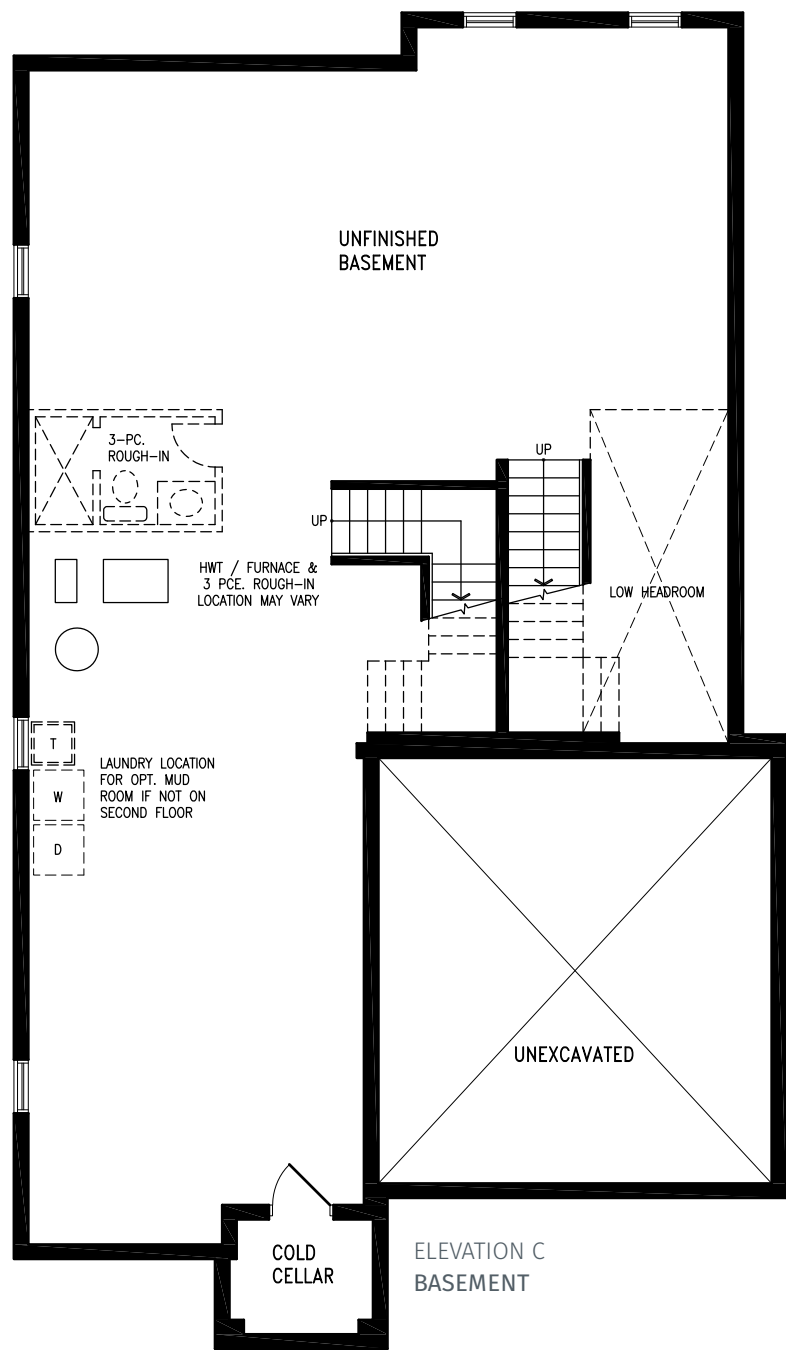 UNFINISHED
BASEMENT
3-PC.
ROUGH-IN
UP
UP
HWT / FURNACE &
3 PCE. ROUGH-IN
LOCATION MAY VARY
LOW HEADROOM
T
W
D
LAUNDRY LOCATION
FOR OPT. MUD
ROOM IF NOT ON
SECOND FLOOR
UNEXCAVATED
COLD
CELLAR
ELEVATION C
BASEMENT